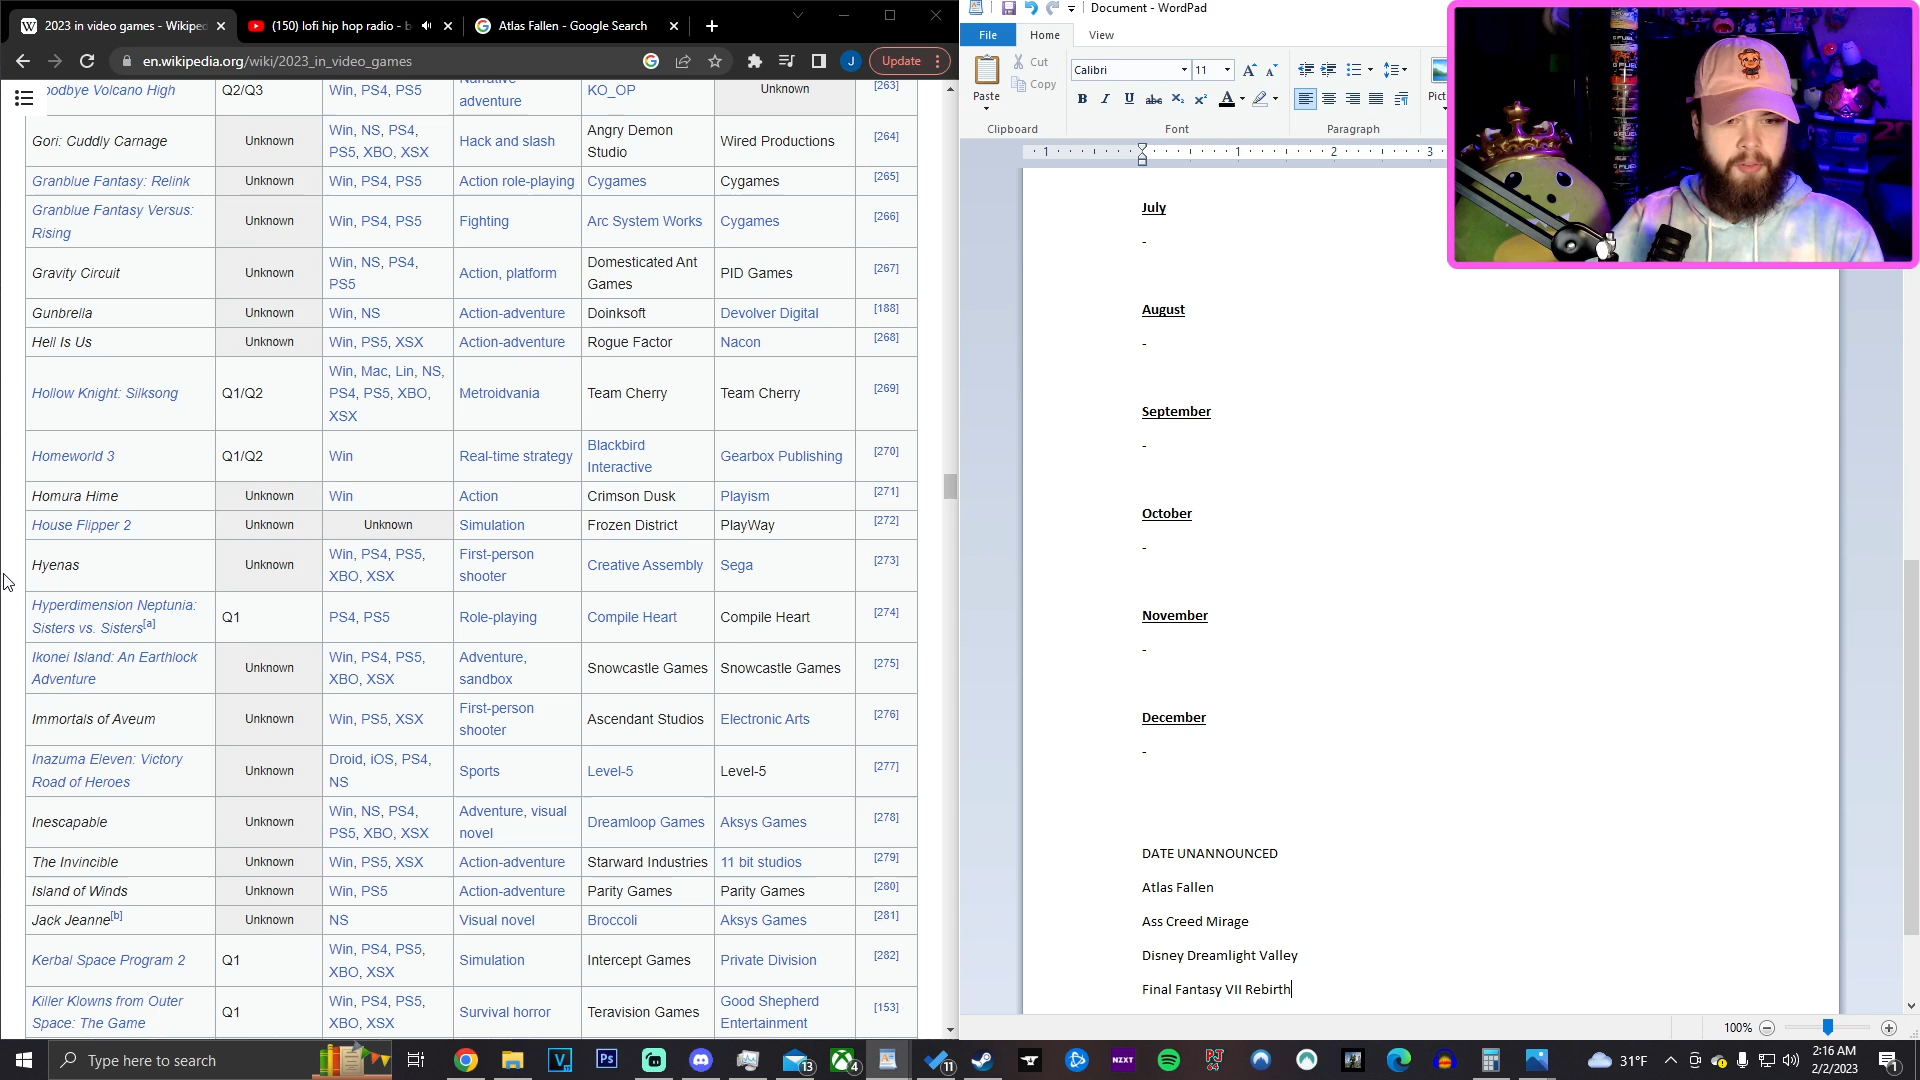 2023 in video games - Wikiped
(150) lofi hip hop radio - b
Atlas Fallen - Google Search
en.wikipedia.org/wiki/2023_in_video_games
J
Update
oodbye Volcano High Q2/Q3 Win, PS4, PS5 Narrative adventure KO_OP Unknown [263]
Gori: Cuddly Carnage Unknown Win, NS, PS4, PS5, XBO, XSX Hack and slash Angry Demon Studio Wired Productions [264]
Granblue Fantasy: Relink Unknown Win, PS4, PS5 Action role-playing Cygames Cygames [265]
Granblue Fantasy Versus: Rising Unknown Win, PS4, PS5 Fighting Arc System Works Cygames [266]
Gravity Circuit Unknown Win, NS, PS4, PS5 Action, platform Domesticated Ant Games PID Games [267]
Gunbrella Unknown Win, NS Action-adventure Doinksoft Devolver Digital [188]
Hell Is Us Unknown Win, PS5, XSX Action-adventure Rogue Factor Nacon [268]
Hollow Knight: Silksong Q1/Q2 Win, Mac, Lin, NS, PS4, PS5, XBO, XSX Metroidvania Team Cherry Team Cherry [269]
Homeworld 3 Q1/Q2 Win Real-time strategy Blackbird Interactive Gearbox Publishing [270]
Homura Hime Unknown Win Action Crimson Dusk Playism [271]
House Flipper 2 Unknown Unknown Simulation Frozen District PlayWay [272]
Hyenas Unknown Win, PS4, PS5, XBO, XSX First-person shooter Creative Assembly Sega [273]
Hyperdimension Neptunia: Sisters vs. Sisters[a] Q1 PS4, PS5 Role-playing Compile Heart Compile Heart [274]
Ikonei Island: An Earthlock Adventure Unknown Win, PS4, PS5, XBO, XSX Adventure, sandbox Snowcastle Games Snowcastle Games [275]
Immortals of Aveum Unknown Win, PS5, XSX First-person shooter Ascendant Studios Electronic Arts [276]
Inazuma Eleven: Victory Road of Heroes Unknown Droid, iOS, PS4, NS Sports Level-5 Level-5 [277]
Inescapable Unknown Win, NS, PS4, PS5, XBO, XSX Adventure, visual novel Dreamloop Games Aksys Games [278]
The Invincible Unknown Win, PS5, XSX Action-adventure Starward Industries 11 bit studios [279]
Island of Winds Unknown Win, PS5 Action-adventure Parity Games Parity Games [280]
Jack Jeanne[b] Unknown NS Visual novel Broccoli Aksys Games [281]
Kerbal Space Program 2 Q1 Win, PS4, PS5, XBO, XSX Simulation Intercept Games Private Division [282]
Killer Klowns from Outer Space: The Game Q1 Win, PS4, PS5, XBO, XSX Survival horror Teravision Games Good Shepherd Entertainment [153]
Document - WordPad
File Home View
Paste Cut Copy
Calibri 11
B I U abc X2 X2 A
Pict
Clipboard Font Paragraph
1 1 2 3
July
-
August
-
September
-
October
-
November
-
December
-
DATE UNANNOUNCED
Atlas Fallen
Ass Creed Mirage
Disney Dreamlight Valley
Final Fantasy VII Rebirth
100%
Type here to search
V Ps 13 4 11 NZXT
31°F
2:16 AM
2/2/2023
1